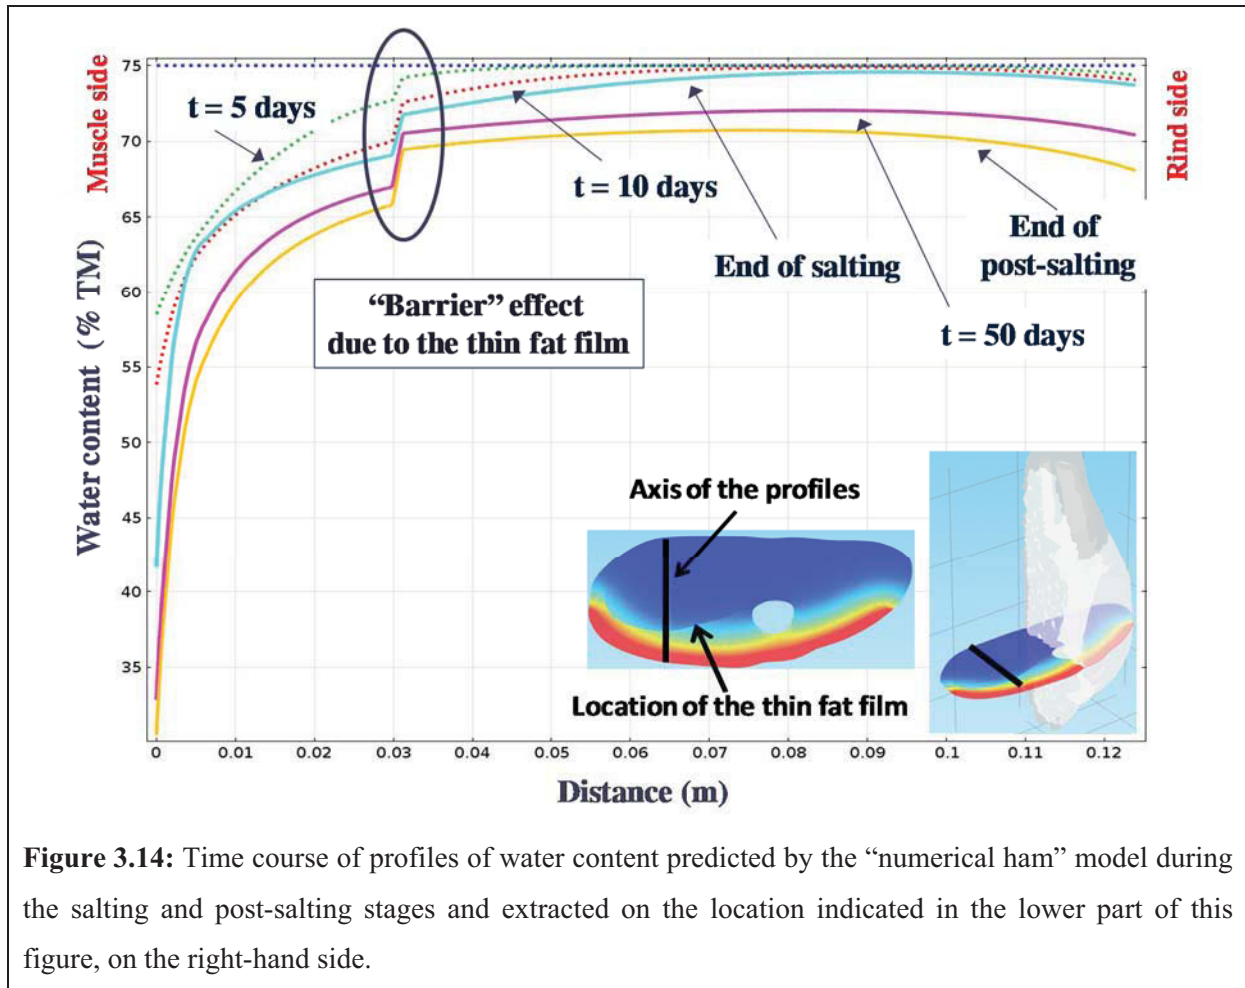 75
70
65
60
55
50
45
40
35
Water content (% TM)
Muscle side
Rind side
t = 5 days
t = 10 days
End of salting
End of
post-salting
t = 50 days
“Barrier” effect
due to the thin fat film
Axis of the profiles
Location of the thin fat film
0 0.01 0.02 0.03 0.04 0.05 0.06 0.07 0.08 0.09 0.1 0.11 0.12
Distance (m)
Figure 3.14: Time course of profiles of water content predicted by the “numerical ham” model during
the salting and post-salting stages and extracted on the location indicated in the lower part of this
figure, on the right-hand side.